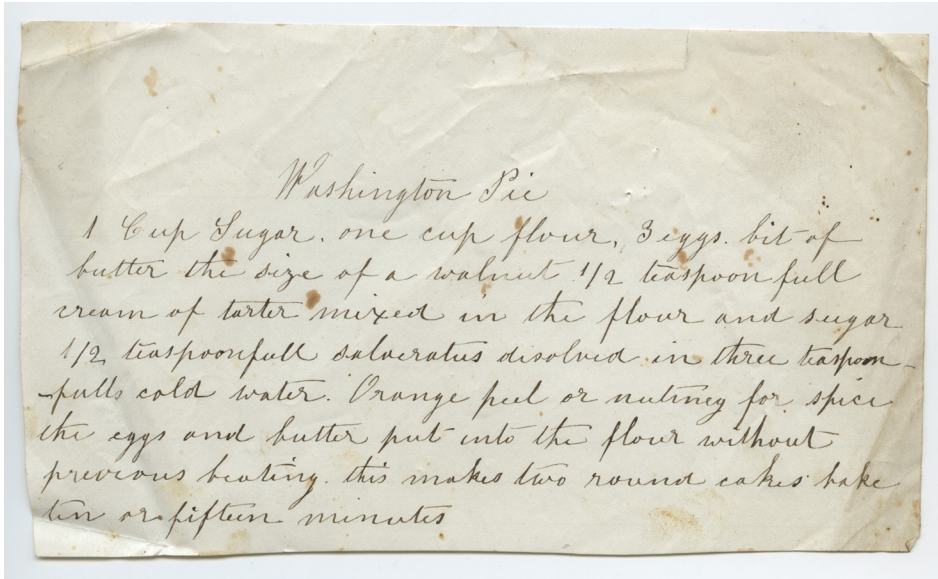 Washington Pie
1 Cup Sugar. one cup flour, 3 eggs. bit of
butter the size of a walnut 1/2 teaspoon full
cream of tarter mixed in the flour and sugar
1/2 teaspoonfull salveratus disolved in three teaspoon-
-fulls cold water. Orange peel or nutmeg for spice
the eggs and butter put into the flour without
previous beating. this makes two round cakes bake
ten or fifteen minutes